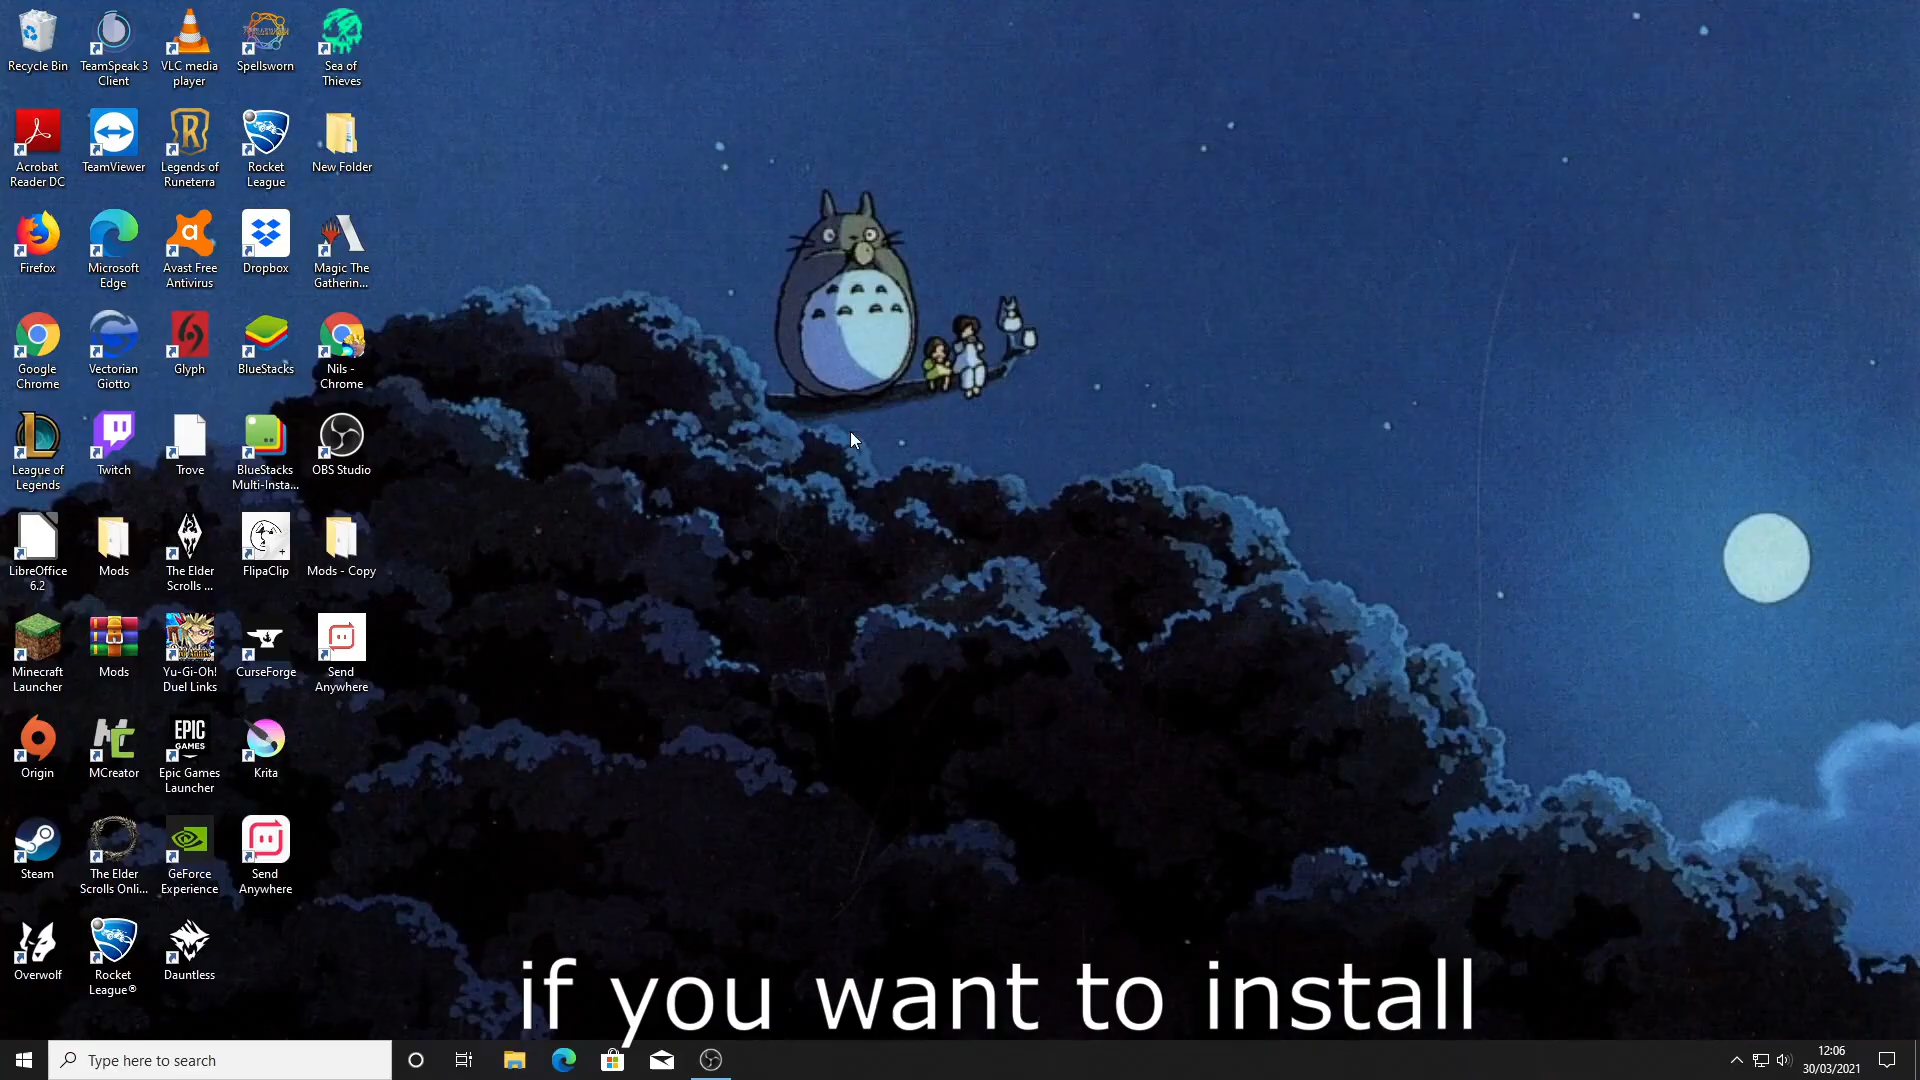 Recycle Bin
TeamSpeak 3
Client
VLC media
player
Spellsworn
Sea of
Thieves
Acrobat
Reader DC
TeamViewer
Legends of
Runeterra
Rocket
League
New Folder
Firefox
Microsoft
Edge
Avast Free
Antivirus
Dropbox
Magic The
Gatherin...
Google
Chrome
Vectorian
Giotto
Glyph
BlueStacks
Nils -
Chrome
League of
Legends
Twitch
Trove
BlueStacks
Multi-Insta...
OBS Studio
LibreOffice
6.2
Mods
The Elder
Scrolls ...
FlipaClip
Mods - Copy
Minecraft
Launcher
Mods
Yu-Gi-Oh!
Duel Links
CurseForge
Send
Anywhere
Origin
MCreator
EPIC
GAMES
Epic Games
Launcher
Krita
Steam
The Elder
Scrolls Onli...
GeForce
Experience
Send
Anywhere
Overwolf
Rocket
League®
Dauntless
if you want to install
Type here to search
12:06
30/03/2021